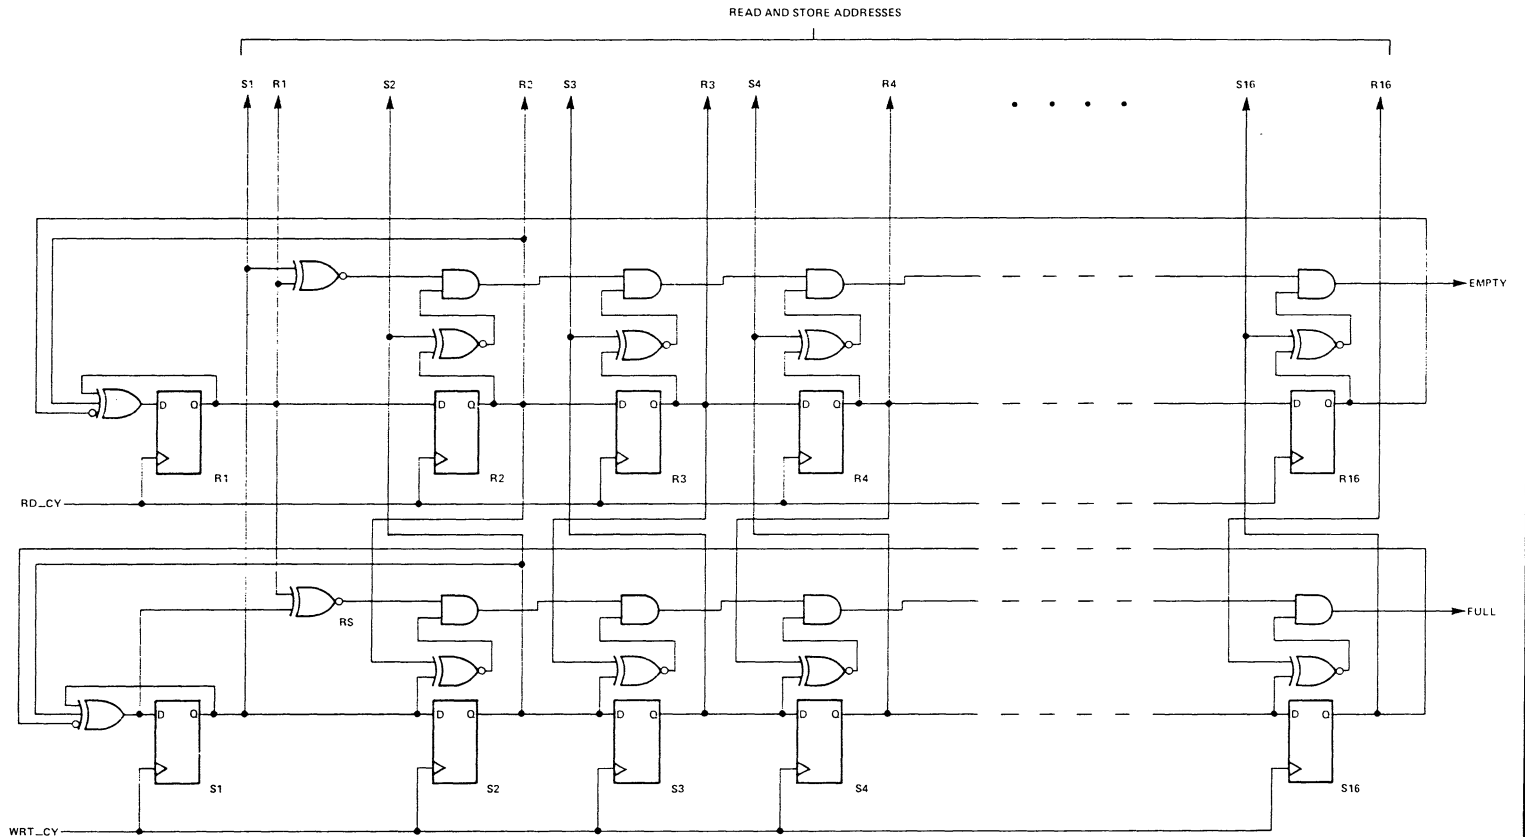 READ AND STORE ADDRESSES
S1 R1 S2 R2 S3 R3 S4 R4 S16 R16
EMPTY
D Q D Q D Q D Q D Q
R1 R2 R3 R4 R16
RD_CY
RS
FULL
D Q D Q D Q D Q D Q
S1 S2 S3 S4 S16
WRT_CY